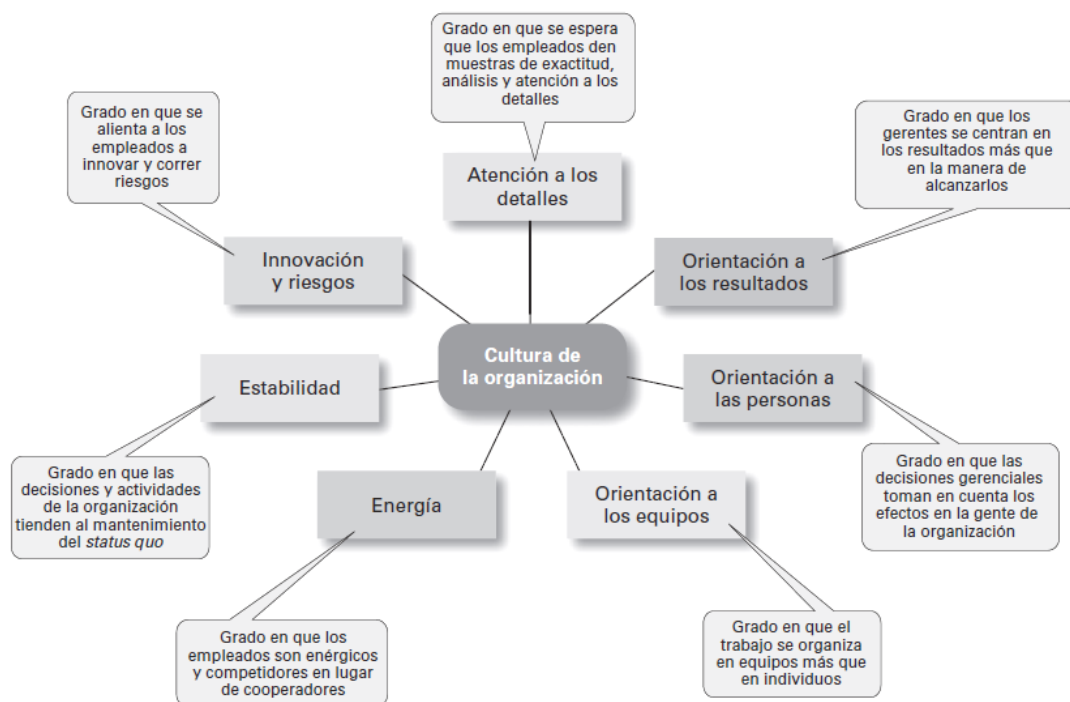 Grado en que se espera
que los empleados den
muestras de exactitud,
análisis y atención a los
detalles
Grado en que se
alienta a los
empleados a
innovar y correr
riesgos
Grado en que los
gerentes se centran en
los resultados más que
en la manera de
alcanzarlos
Atención a los
detalles
Innovación
y riesgos
Orientación a
los resultados
Cultura de
la organización
Estabilidad
Orientación a
las personas
Grado en que las
decisiones y actividades
de la organización
tienden al mantenimiento
del status quo
Energía
Orientación a
los equipos
Grado en que las
decisiones gerenciales
toman en cuenta los
efectos en la gente de
la organización
Grado en que los
empleados son enérgicos
y competidores en lugar
de cooperadores
Grado en que el
trabajo se organiza
en equipos más que
en individuos